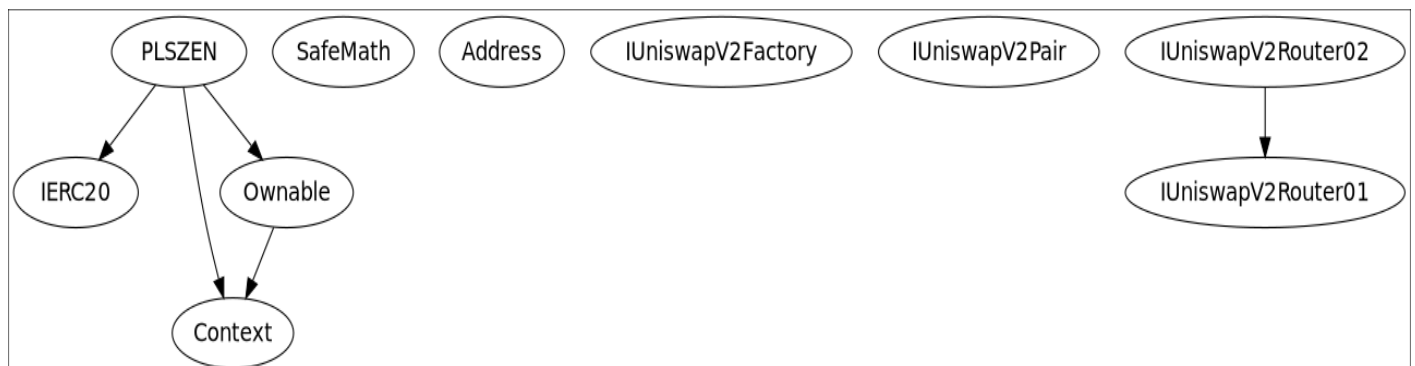 PLSZEN
SafeMath
Address
IUniswapV2Factory
IUniswapV2Pair
IUniswapV2Router02
IERC20
Ownable
IUniswapV2Router01
Context